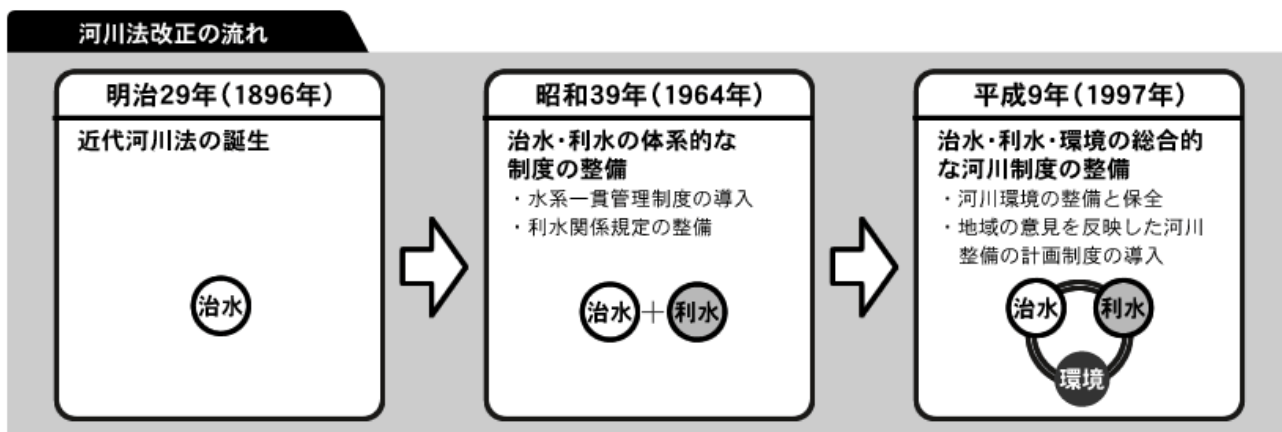 河川法改正の流れ
明治29年(1896年)
近代河川法の誕生
治水
昭和39年(1964年)
治水・利水の体系的な
制度の整備
・水系一貫管理制度の導入
・利水関係規定の整備
治水+利水
平成9年(1997年)
治水・利水・環境の総合的
な河川制度の整備
・河川環境の整備と保全
・地域の意見を反映した河川
整備の計画制度の導入
治水 利水
環境